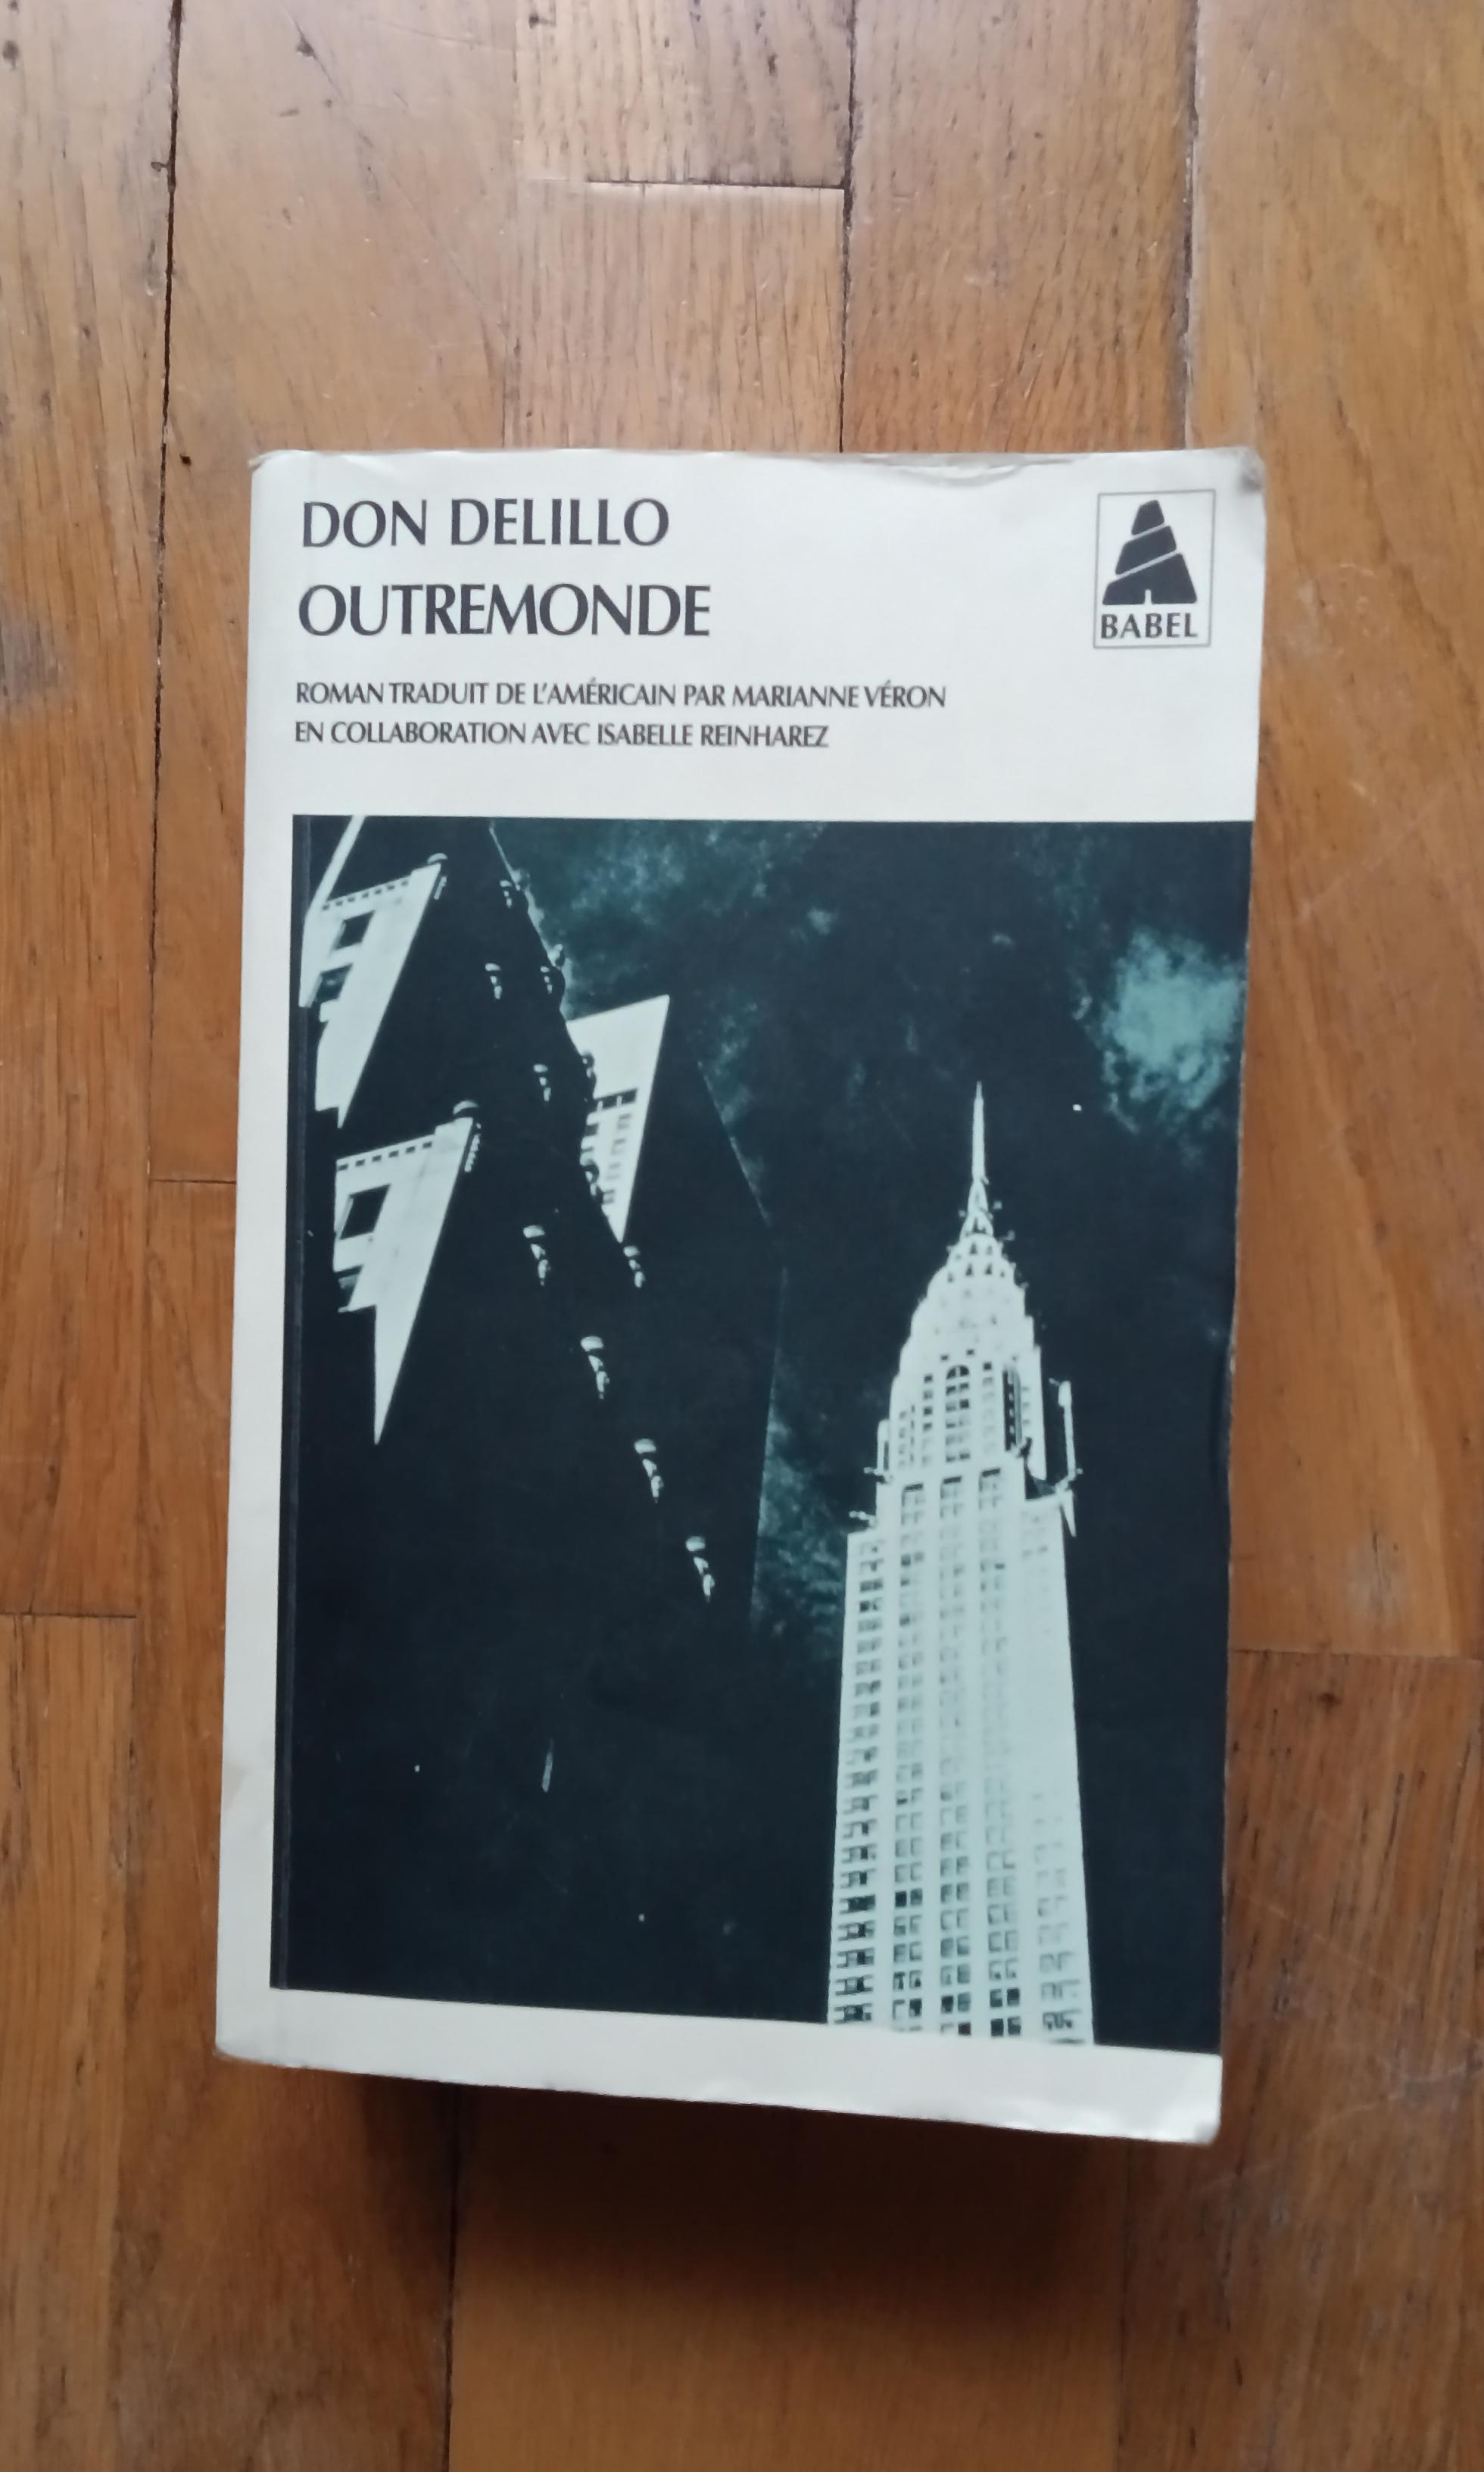 DON DELILLO
OUTREMONDE
BABEL
ROMAN TRADUIT DE L'AMÉRICAIN PAR MARIANNE VÉRON
EN COLLABORATION AVEC ISABELLE REINHAREZ